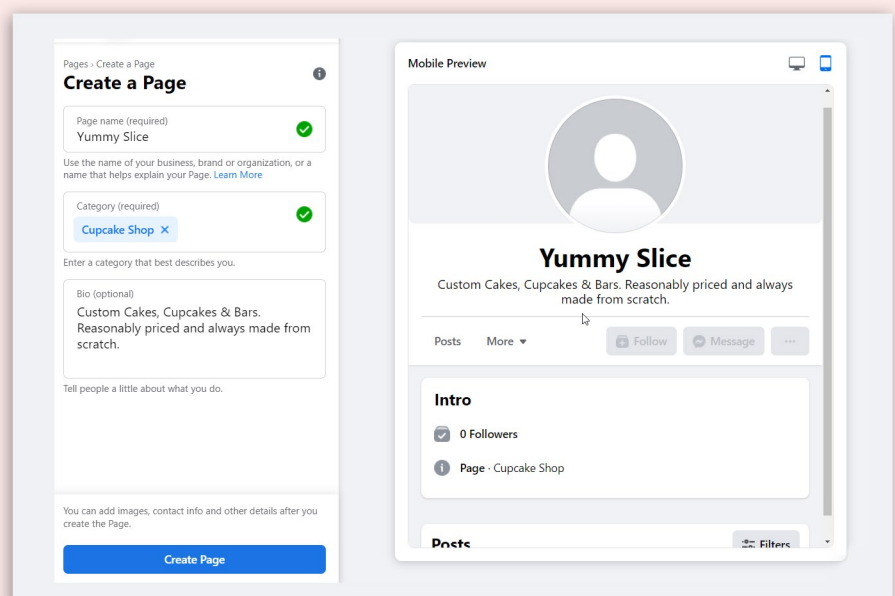 Pages › Create a Page
Create a Page
Page name (required)
Yummy Slice
Use the name of your business, brand or organization, or a
name that helps explain your Page. Learn More
Category (required)
Cupcake Shop ×
Enter a category that best describes you.
Bio (optional)
Custom Cakes, Cupcakes & Bars.
Reasonably priced and always made from
scratch.
Tell people a little about what you do.
You can add images, contact info and other details after you
create the Page.
Create Page
Mobile Preview
Yummy Slice
Custom Cakes, Cupcakes & Bars. Reasonably priced and always
made from scratch.
Posts More Follow Message ...
Intro
0 Followers
Page · Cupcake Shop
Posts Filters